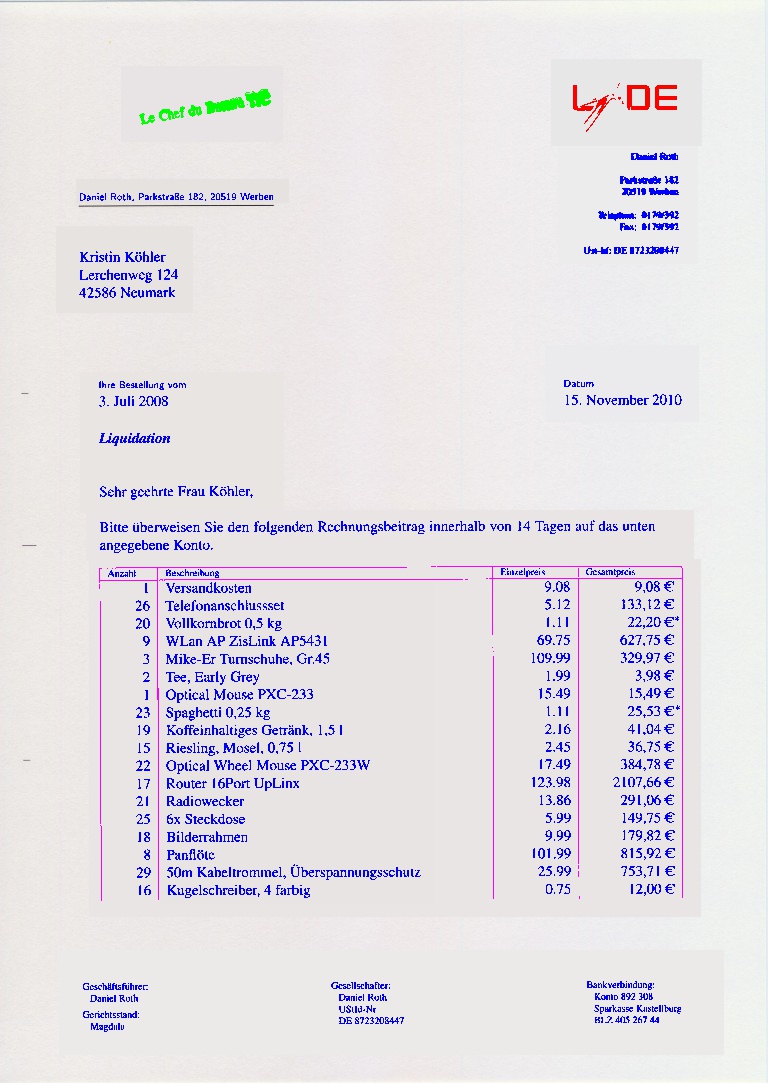 Le Chef du
L DE
Daniel Roth
Parkstraße 182
20519 Werben
Telephon: 0179/392
Fax: 0179/392
Ust-Id: DE 8723208447
Daniel Roth, Parkstraße 182, 20519 Werben
Kristin Köhler
Lerchenweg 124
42586 Neumark
Ihre Bestellung vom
3. Juli 2008
Datum
15. November 2010
Liquidation
Sehr geehrte Frau Köhler,
Bitte überweisen Sie den folgenden Rechnungsbeitrag innerhalb von 14 Tagen auf das unten
angegebene Konto.
Anzahl Beschreibung Einzelpreis Gesamtpreis
1 Versandkosten 9.08 9,08 €
26 Telefonanschlussset 5.12 133,12 €
20 Vollkornbrot 0,5 kg 1.11 22,20 €*
9 WLan AP ZisLink AP5431 69.75 627,75 €
3 Mike-Er Turnschuhe, Gr.45 109.99 329,97 €
2 Tee, Early Grey 1.99 3,98 €
1 Optical Mouse PXC-233 15.49 15,49 €
23 Spaghetti 0,25 kg 1.11 25,53 €*
19 Koffeinhaltiges Getränk, 1,5 l 2.16 41,04 €
15 Riesling, Mosel, 0,75 l 2.45 36,75 €
22 Optical Wheel Mouse PXC-233W 17.49 384,78 €
17 Router 16Port UpLinx 123.98 2107,66 €
21 Radiowecker 13.86 291,06 €
25 6x Steckdose 5.99 149,75 €
18 Bilderrahmen 9.99 179,82 €
8 Panflöte 101.99 815,92 €
29 50m Kabeltrommel, Überspannungsschutz 25.99 753,71 €
16 Kugelschreiber, 4 farbig 0.75 12,00 €
Geschäftsführer:
Daniel Roth
Gerichtsstand:
Magdulu
Gesellschafter:
Daniel Roth
UStId-Nr
DE 8723208447
Bankverbindung:
Konto 892 308
Sparkasse Kastellburg
BLZ 405 267 44